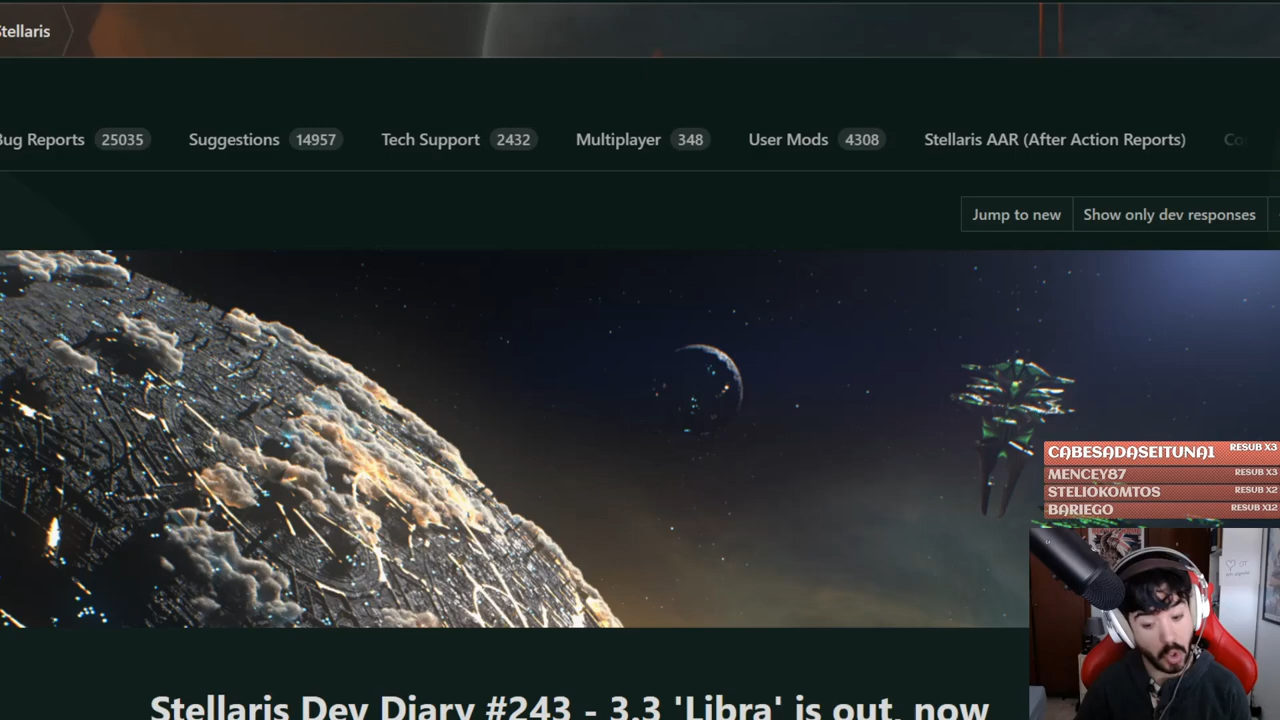 Stellaris
Bug Reports 25035 Suggestions 14957 Tech Support 2432 Multiplayer 348 User Mods 4308 Stellaris AAR (After Action Reports)
Jump to new Show only dev responses
CABESADASEITUNA1 RESUB X3
MENCEY87 RESUB X3
STELIOKOMTOS RESUB X2
BARIEGO RESUB X12
Stellaris Dev Diary #243 - 3.3 'Libra' is out, now